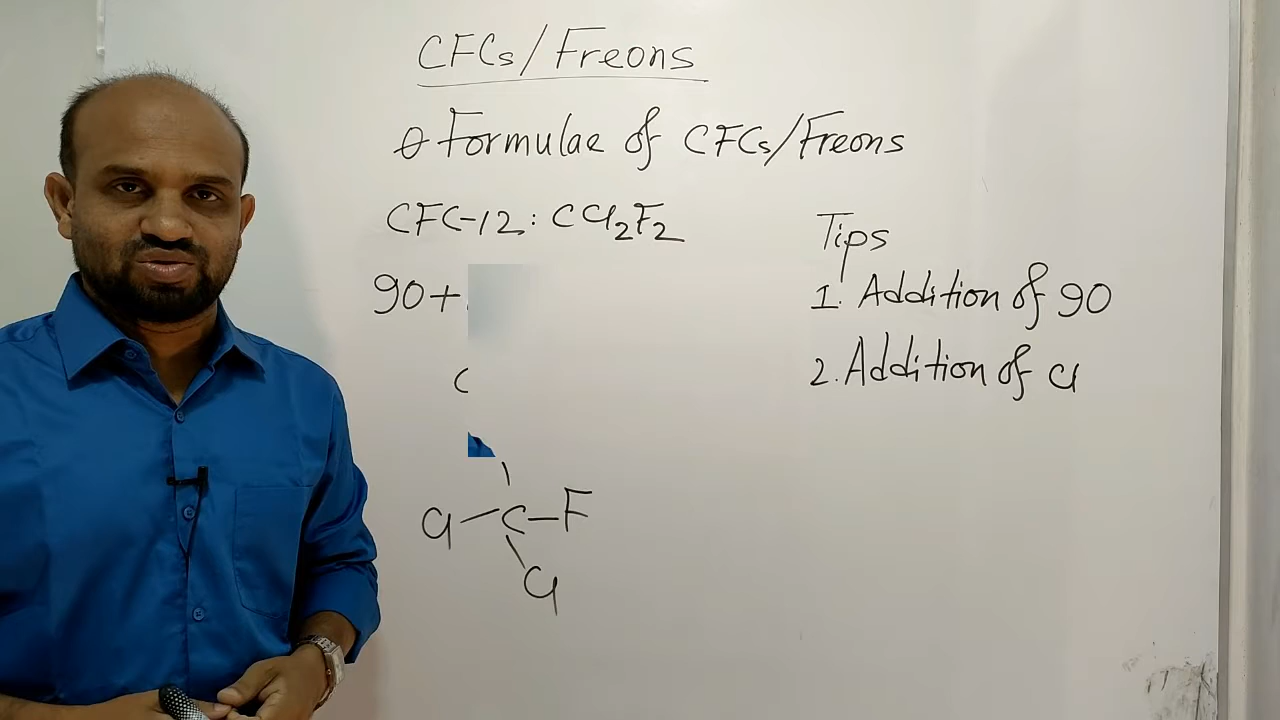 CFCs/Freons
Formulae of CFCs/Freons
CFC-12: CCl2F2
90+
C
Cl C F
Cl
Tips
1. Addition of 90
2. Addition of Cl